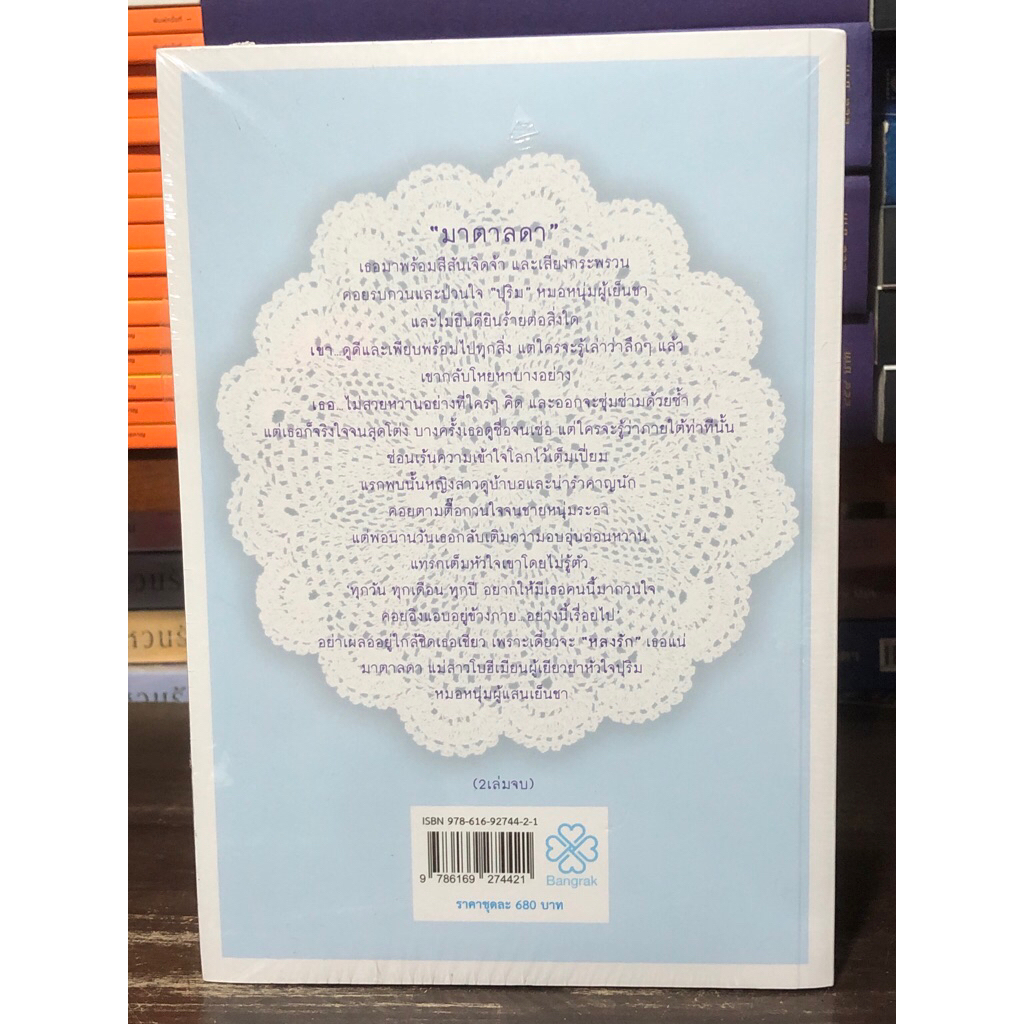 "มาตาลดา"
เธอมาพร้อมสีสันเจิดจ้า และเสียงกระพรวน
คอยรบกวนและป่วนใจ "ปุริม" หมอหนุ่มผู้เย็นชา
และไม่ยินดียินร้ายต่อสิ่งใด
เขา...ดูดีและเพียบพร้อมไปทุกสิ่ง แต่ใครจะรู้เล่าว่าลึกๆ แล้ว
เขากลับโหยหาบางอย่าง
เธอ...ไม่สวยหวานอย่างที่ใครๆ คิด และออกจะซุ่มซ่ามด้วยซ้ำ
แต่เธอก็จริงใจจนสุดโต่ง บางครั้งเธอดูซื่อจนเซ่อ แต่ใครจะรู้ว่าภายใต้ท่าทีนั้น
ซ่อนเร้นความเข้าใจโลกไว้เต็มเปี่ยม
แรกพบนั้นหญิงสาวดูบ้าบอและน่ารำคาญนัก
คอยตามตื๊อกวนใจจนชายหนุ่มระอา
แต่พอนานวันเธอกลับเติมความอบอุ่นอ่อนหวาน
แทรกเต็มหัวใจเขาโดยไม่รู้ตัว
'ทุกวัน ทุกเดือน ทุกปี อยากให้มีเธอคนนี้มากวนใจ
คอยอิงแอบอยู่ข้างกาย...อย่างนี้เรื่อยไป'
อย่าเผลออยู่ใกล้ชิดเธอเชียว เพราะเดี๋ยวจะ "หลงรัก" เธอแน่
มาตาลดา แม่สาวโบฮีเมียนผู้เยียวยาหัวใจปุริม
หมอหนุ่มผู้แสนเย็นชา
(2เล่มจบ)
ISBN 978-616-92744-2-1
9 786169 274421
Bangrak
ราคาชุดละ 680 บาท